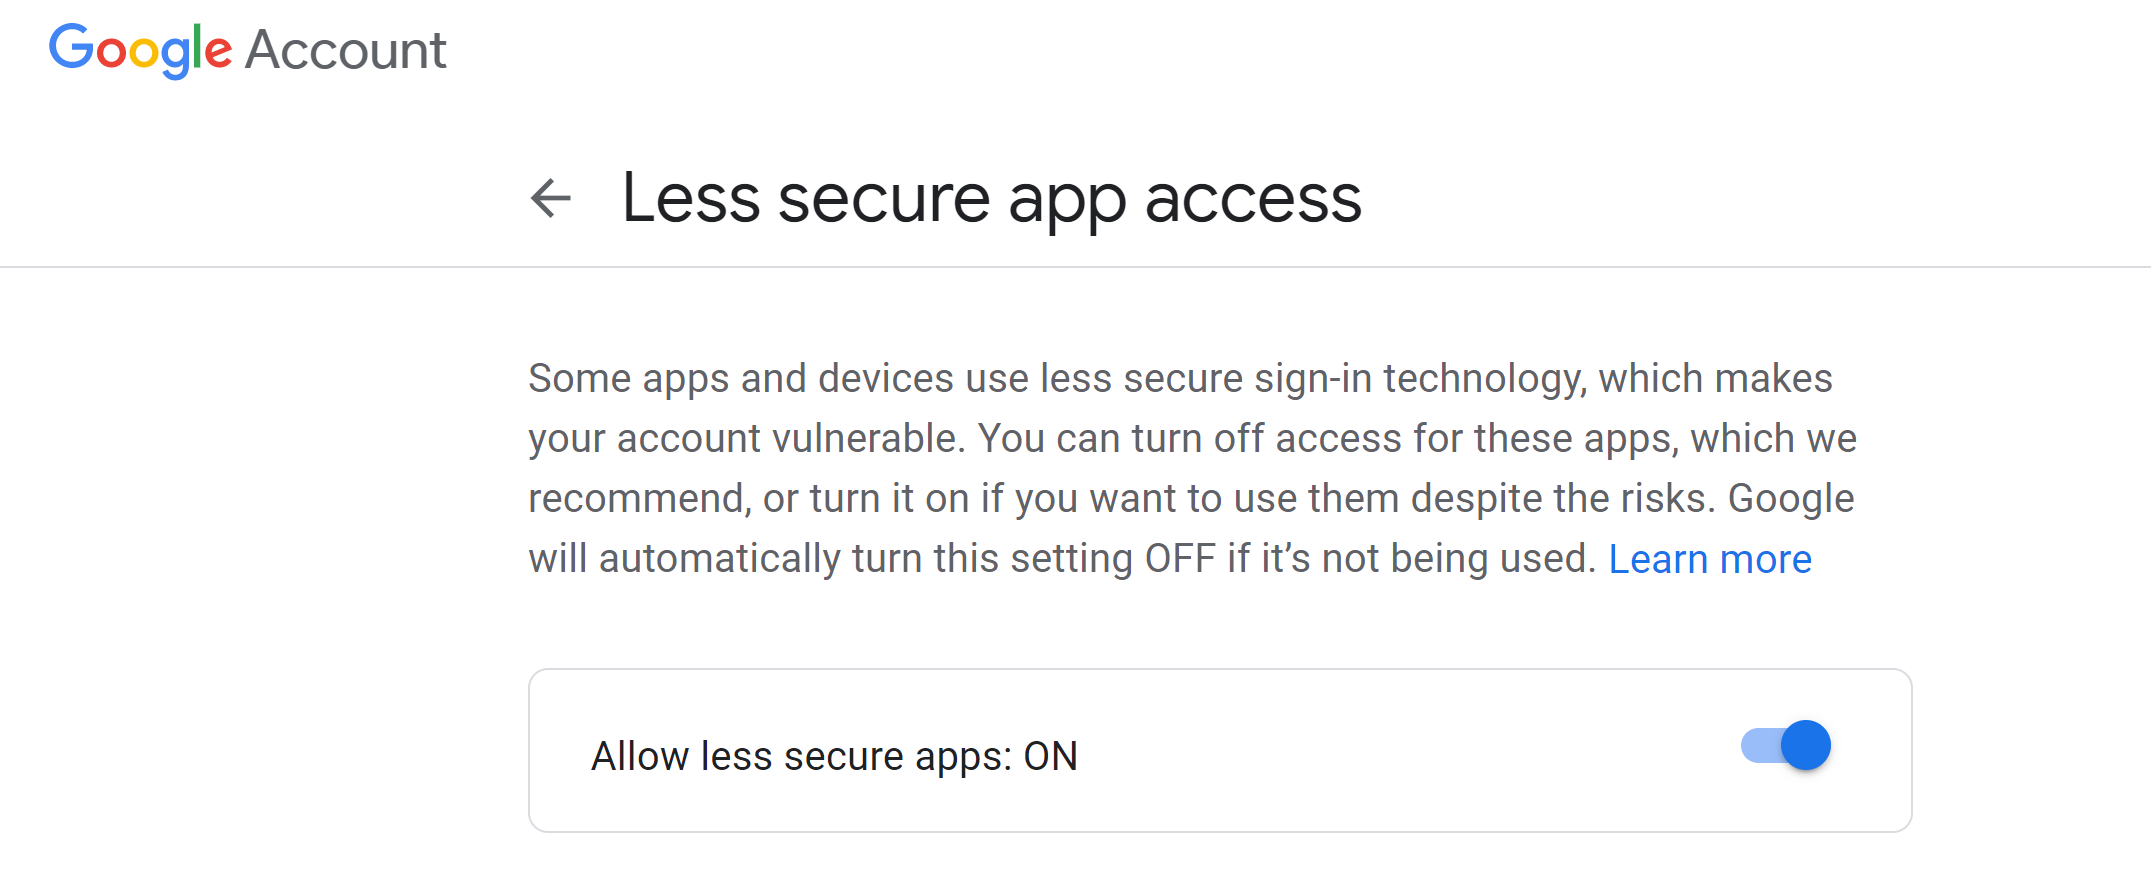 Google Account
Less secure app access
Some apps and devices use less secure sign-in technology, which makes
your account vulnerable. You can turn off access for these apps, which we
recommend, or turn it on if you want to use them despite the risks. Google
will automatically turn this setting OFF if it’s not being used. Learn more
Allow less secure apps: ON